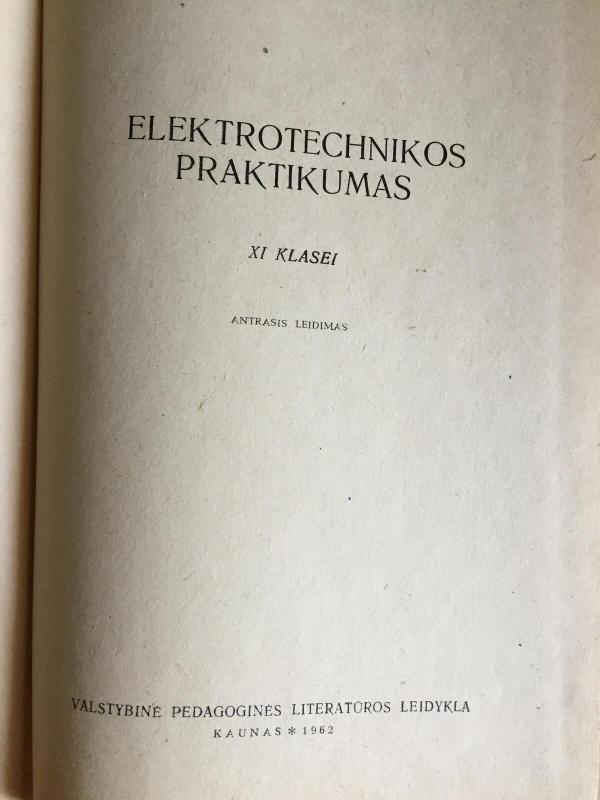 ELEKTROTECHNIKOS
PRAKTIKUMAS
XI KLASEI
ANTRASIS LEIDIMAS
VALSTYBINĖ PEDAGOGINĖS LITERATŪROS LEIDYKLA
KAUNAS * 1962